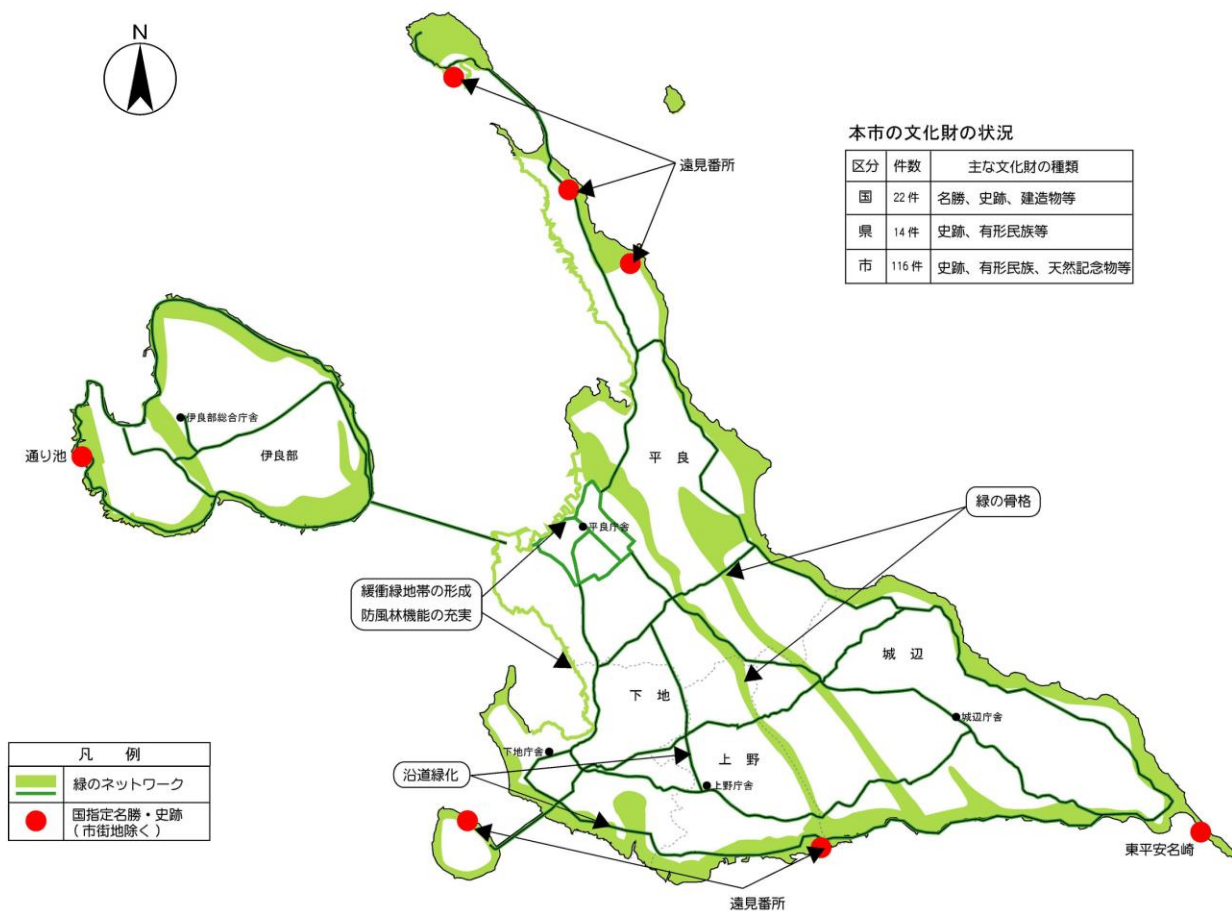 N
遠見番所
本市の文化財の状況
区分 件数 主な文化財の種類
国 22件 名勝、史跡、建造物等
県 14件 史跡、有形民族等
市 116件 史跡、有形民族、天然記念物等
伊良部総合庁舎
通り池
伊良部
平良
緑の骨格
平良庁舎
緩衝緑地帯の形成
防風林機能の充実
城辺
下地
城辺庁舎
下地庁舎
上野
沿道緑化
上野庁舎
凡例
緑のネットワーク
国指定名勝・史跡
(市街地除く)
東平安名崎
遠見番所